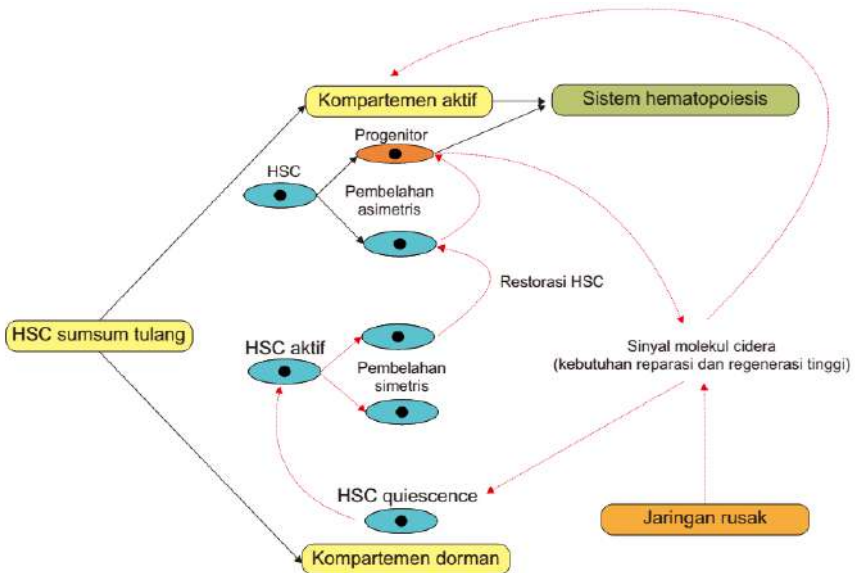 Kompartemen aktif
Sistem hematopoiesis
Progenitor
HSC
Pembelahan
asimetris
Restorasi HSC
HSC sumsum tulang
HSC aktif
Pembelahan
simetris
Sinyal molekul cidera
(kebutuhan reparasi dan regenerasi tinggi)
HSC quiescence
Jaringan rusak
Kompartemen dorman